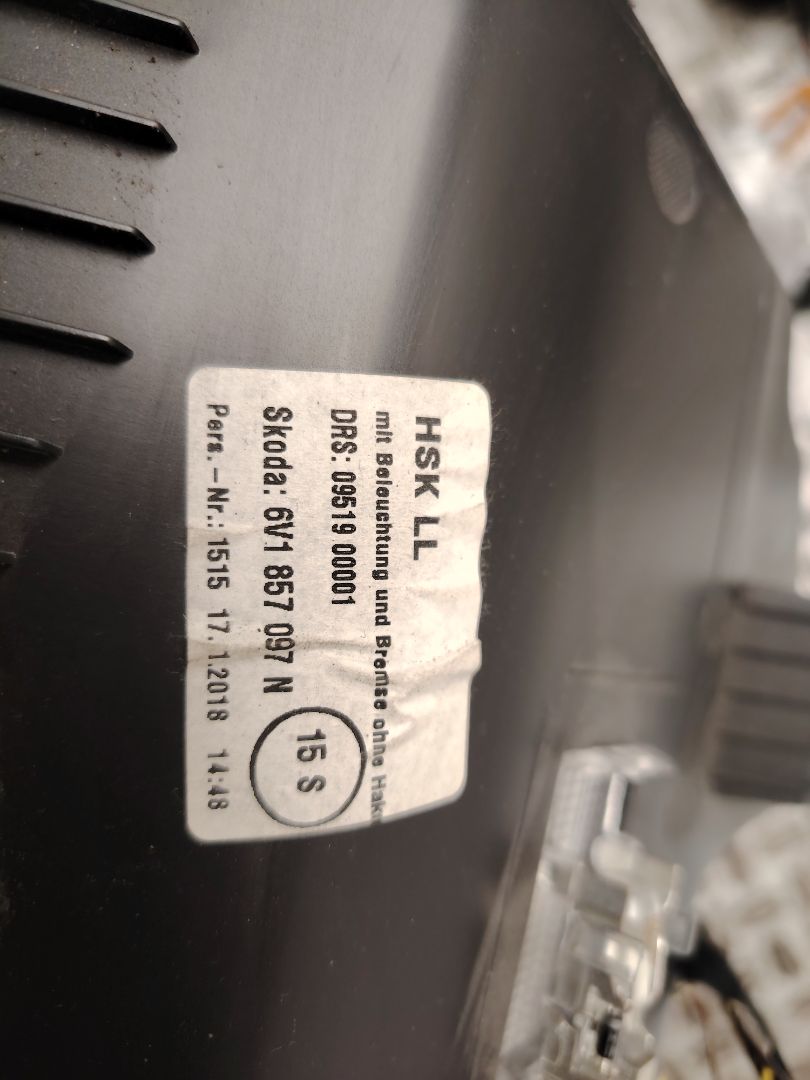 HSK LL
mit Beleuchtung und Bremse ohne
DRS: 09519 00001
Skoda: 6V1 857 097 N
15 S
Pers.-Nr.: 1515 17. 1.2018 14:48